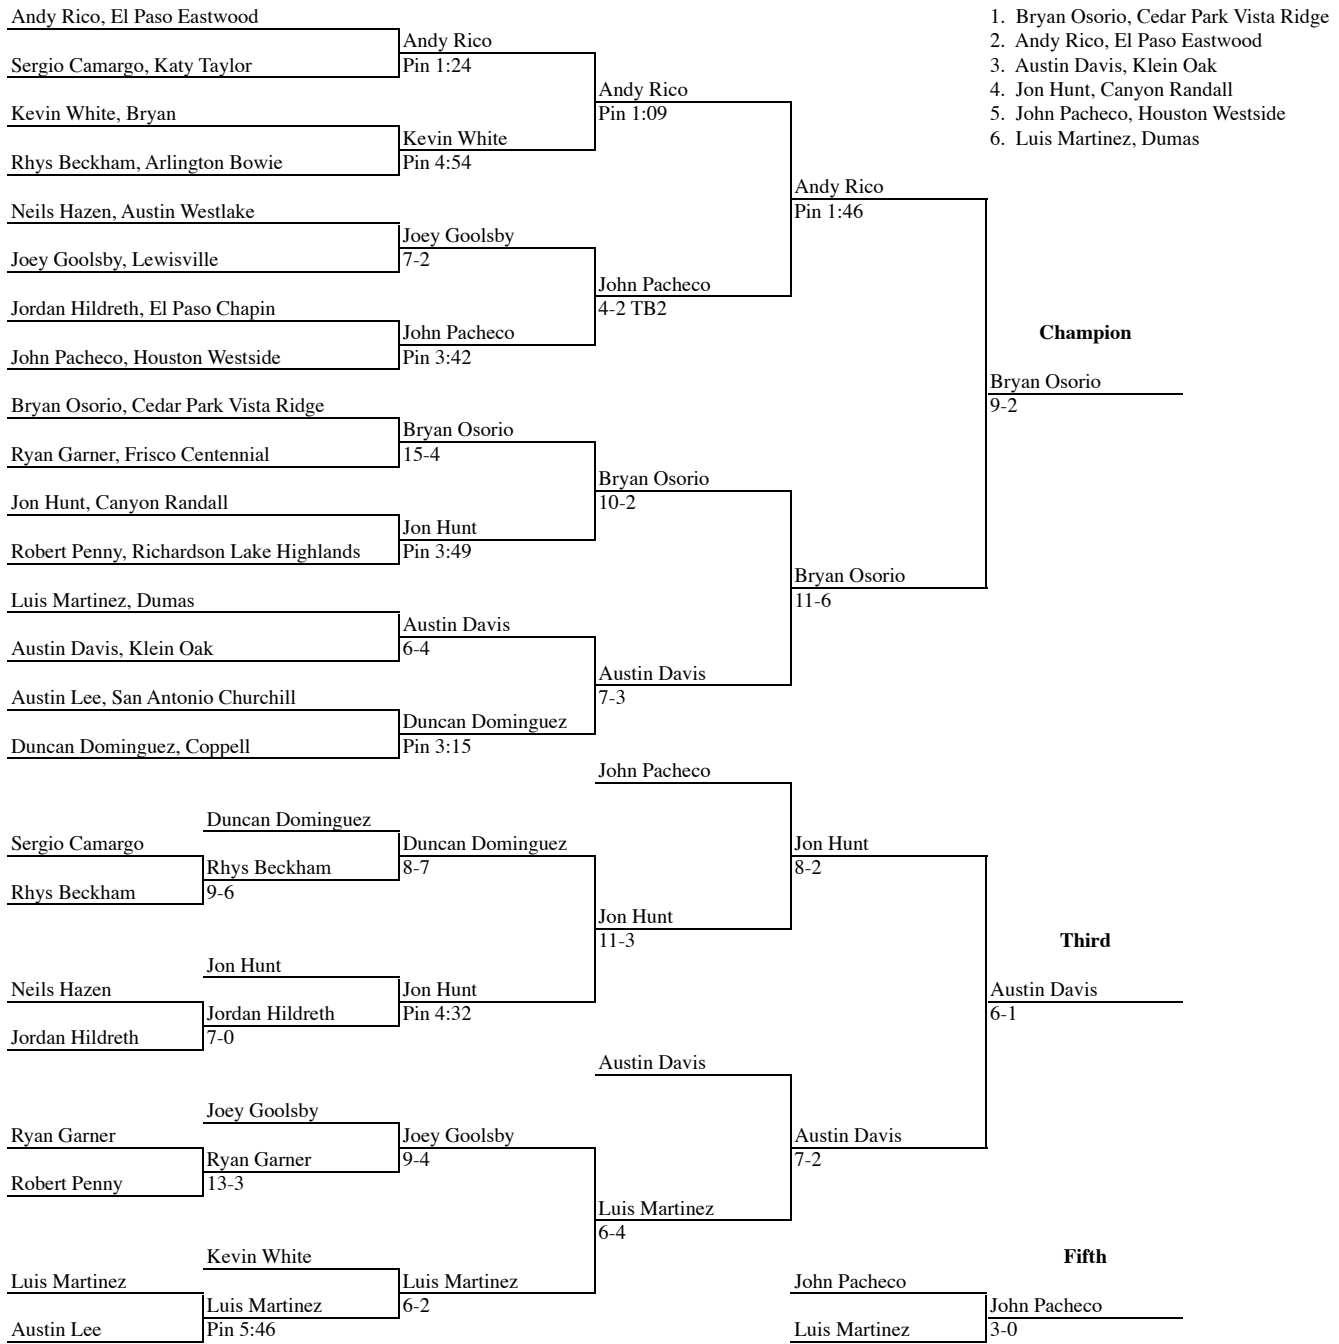 Andy Rico, El Paso Eastwood
Sergio Camargo, Katy Taylor
Kevin White, Bryan
Rhys Beckham, Arlington Bowie
Neils Hazen, Austin Westlake
Joey Goolsby, Lewisville
Jordan Hildreth, El Paso Chapin
John Pacheco, Houston Westside
Bryan Osorio, Cedar Park Vista Ridge
Ryan Garner, Frisco Centennial
Jon Hunt, Canyon Randall
Robert Penny, Richardson Lake Highlands
Luis Martinez, Dumas
Austin Davis, Klein Oak
Austin Lee, San Antonio Churchill
Duncan Dominguez, Coppell
Andy Rico
Pin 1:24
Kevin White
Pin 4:54
Joey Goolsby
7-2
John Pacheco
Pin 3:42
Bryan Osorio
15-4
Jon Hunt
Pin 3:49
Austin Davis
6-4
Duncan Dominguez
Pin 3:15
Andy Rico
Pin 1:09
John Pacheco
4-2 TB2
Bryan Osorio
10-2
Austin Davis
7-3
Andy Rico
Pin 1:46
Bryan Osorio
11-6
Champion
Bryan Osorio
9-2
1. Bryan Osorio, Cedar Park Vista Ridge
2. Andy Rico, El Paso Eastwood
3. Austin Davis, Klein Oak
4. Jon Hunt, Canyon Randall
5. John Pacheco, Houston Westside
6. Luis Martinez, Dumas
Sergio Camargo
Rhys Beckham
Neils Hazen
Jordan Hildreth
Ryan Garner
Robert Penny
Luis Martinez
Austin Lee
Duncan Dominguez
Rhys Beckham
9-6
Jon Hunt
Jordan Hildreth
7-0
Joey Goolsby
Ryan Garner
13-3
Kevin White
Luis Martinez
Pin 5:46
Duncan Dominguez
8-7
Jon Hunt
Pin 4:32
Joey Goolsby
9-4
Luis Martinez
6-2
John Pacheco
Jon Hunt
11-3
Austin Davis
Luis Martinez
6-4
Jon Hunt
8-2
Austin Davis
7-2
Third
Austin Davis
6-1
Fifth
John Pacheco
Luis Martinez
John Pacheco
3-0